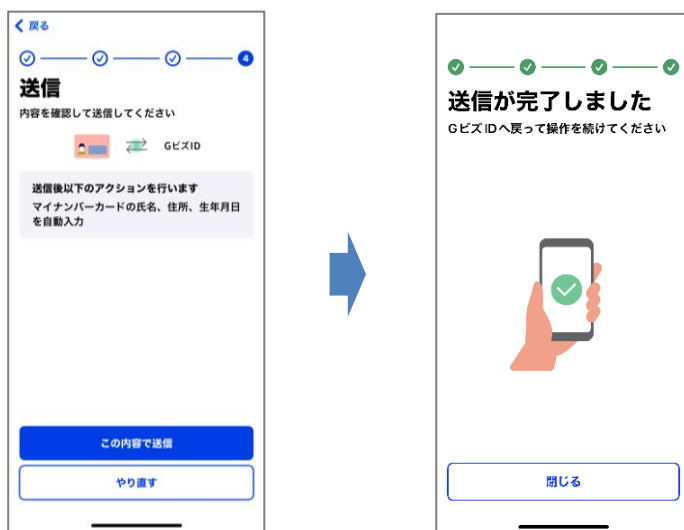 戻る
4
送信
内容を確認して送信してください
GビズID
送信後以下のアクションを行います
マイナンバーカードの氏名、住所、生年月日
を自動入力
この内容で送信
やり直す
送信が完了しました
GビズIDへ戻って操作を続けてください
閉じる